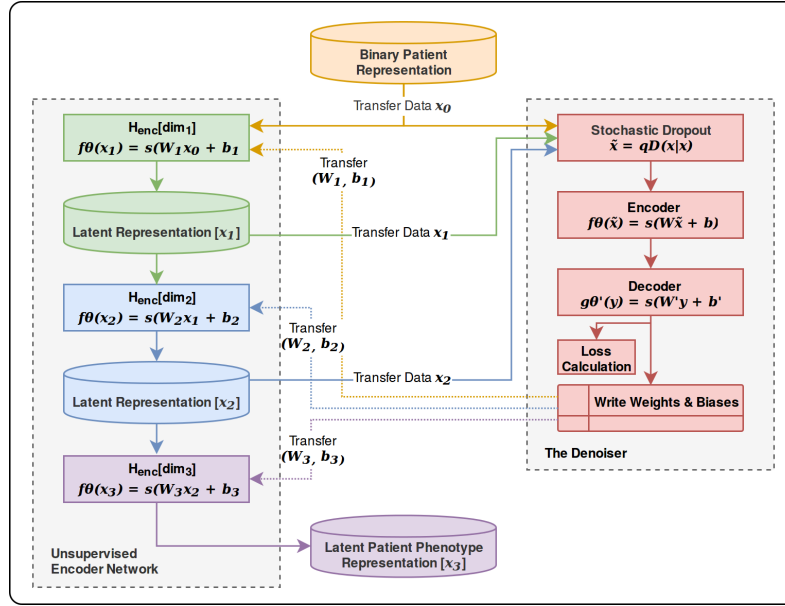 Binary Patient
Representation
Transfer Data x₀
H_enc[dim₁]
fθ(x₁) = s(W₁x₀ + b₁
Transfer
(W₁, b₁)
Latent Representation [x₁]
Transfer Data x₁
H_enc[dim₂]
fθ(x₂) = s(W₂x₁ + b₂
Transfer
(W₂, b₂)
Latent Representation [x₂]
Transfer Data x₂
H_enc[dim₃]
fθ(x₃) = s(W₃x₂ + b₃
Transfer
(W₃, b₃)
Unsupervised
Encoder Network
Latent Patient Phenotype
Representation [x₃]
Stochastic Dropout
x̃ = qD(x|x)
Encoder
fθ(x̃) = s(Wx̃ + b)
Decoder
gθ'(y) = s(W'y + b'
Loss
Calculation
Write Weights & Biases
The Denoiser